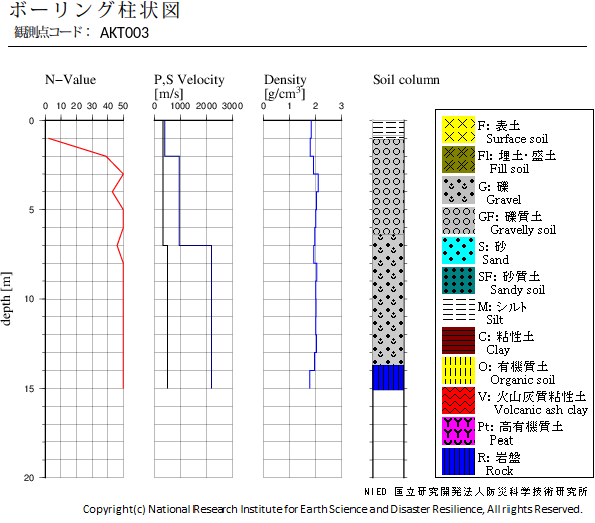 ボーリング柱状図
観測点コード： AKT003
N−Value
P,S Velocity
[m/s]
Density
[g/cm3]
Soil column
0 10 20 30 40 50
0 1000 2000 3000
0 1 2 3
0
5
10
15
20
depth [m]
F: 表土
Surface soil
Fl: 埋土・盛土
Fill soil
G: 礫
Gravel
GF: 礫質土
Gravelly soil
S: 砂
Sand
SF: 砂質土
Sandy soil
M: シルト
Silt
C: 粘性土
Clay
O: 有機質土
Organic soil
V: 火山灰質粘性土
Volcanic ash clay
Pt: 高有機質土
Peat
R: 岩盤
Rock
NIED 国立研究開発法人防災科学技術研究所
Copyright(c) National Research Institute for Earth Science and Disaster Resilience, All rights Reserved.